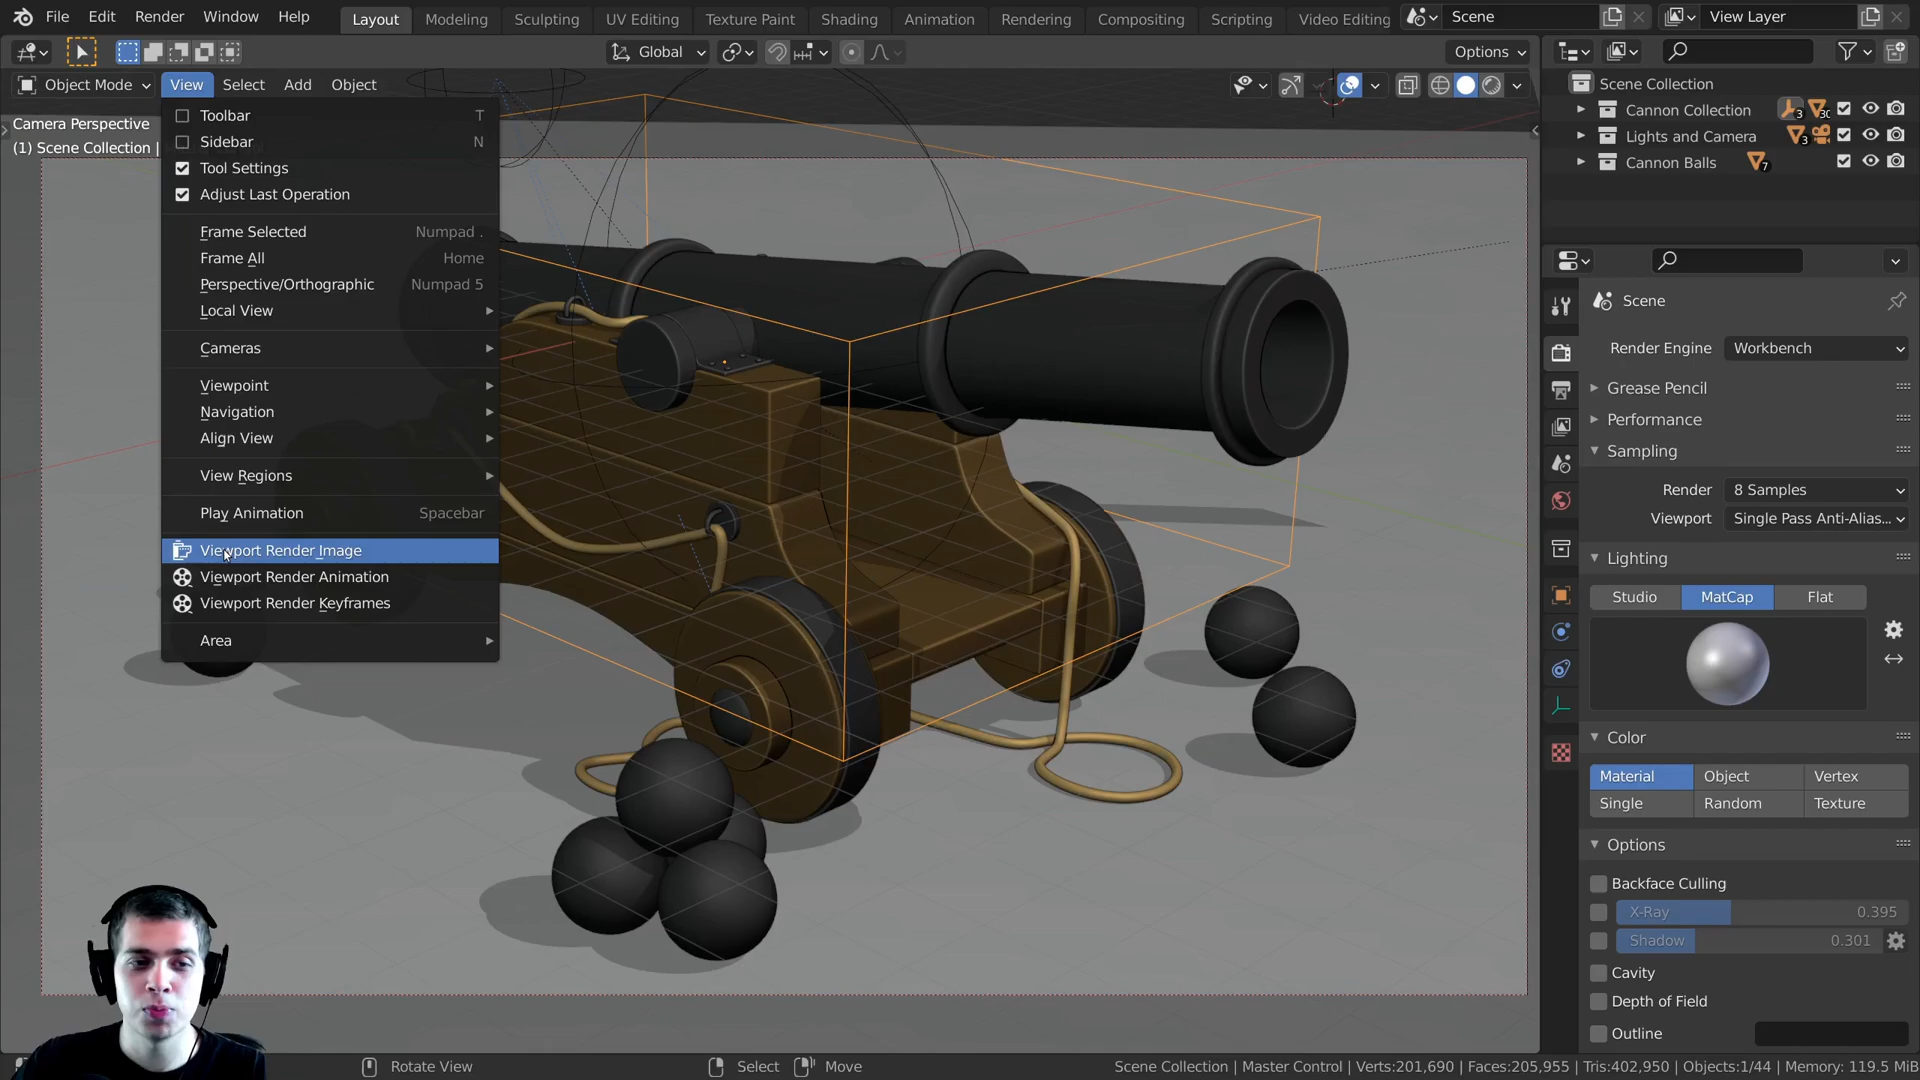 File Edit Render Window Help Layout Modeling Sculpting UV Editing Texture Paint Shading Animation Rendering Compositing Scripting Video Editing Scene View Layer
Global Options
Object Mode View Select Add Object
Camera Perspective
(1) Scene Collection |
Toolbar T
Sidebar N
Tool Settings
Adjust Last Operation
Frame Selected Numpad .
Frame All Home
Perspective/Orthographic Numpad 5
Local View
Cameras
Viewpoint
Navigation
Align View
View Regions
Play Animation Spacebar
Viewport Render Image
Viewport Render Animation
Viewport Render Keyframes
Area
Scene Collection
Cannon Collection 3 30
Lights and Camera 3
Cannon Balls 7
Scene
Render Engine Workbench
Grease Pencil
Performance
Sampling
Render 8 Samples
Viewport Single Pass Anti-Alias...
Lighting
Studio MatCap Flat
Color
Material Object Vertex
Single Random Texture
Options
Backface Culling
X-Ray 0.395
Shadow 0.301
Cavity
Depth of Field
Outline
Rotate View Select Move Scene Collection | Master Control | Verts:201,690 | Faces:205,955 | Tris:402,950 | Objects:1/44 | Memory: 119.5 MiB